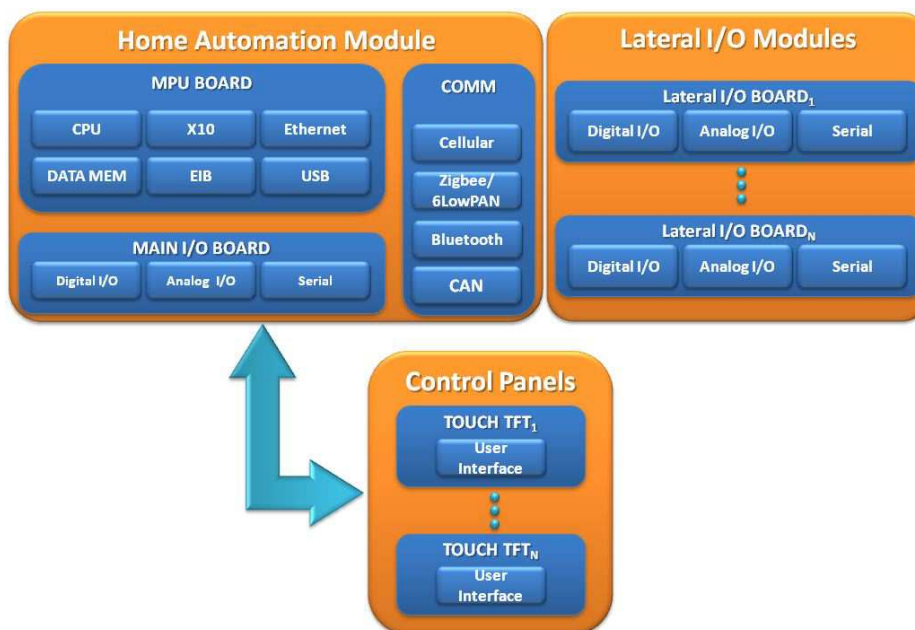 Home Automation Module
MPU BOARD
CPU
X10
Ethernet
DATA MEM
EIB
USB
MAIN I/O BOARD
Digital I/O
Analog I/O
Serial
COMM
Cellular
Zigbee/
6LowPAN
Bluetooth
CAN
Lateral I/O Modules
Lateral I/O BOARD1
Digital I/O
Analog I/O
Serial
Lateral I/O BOARDN
Digital I/O
Analog I/O
Serial
Control Panels
TOUCH TFT1
User
Interface
TOUCH TFTN
User
Interface